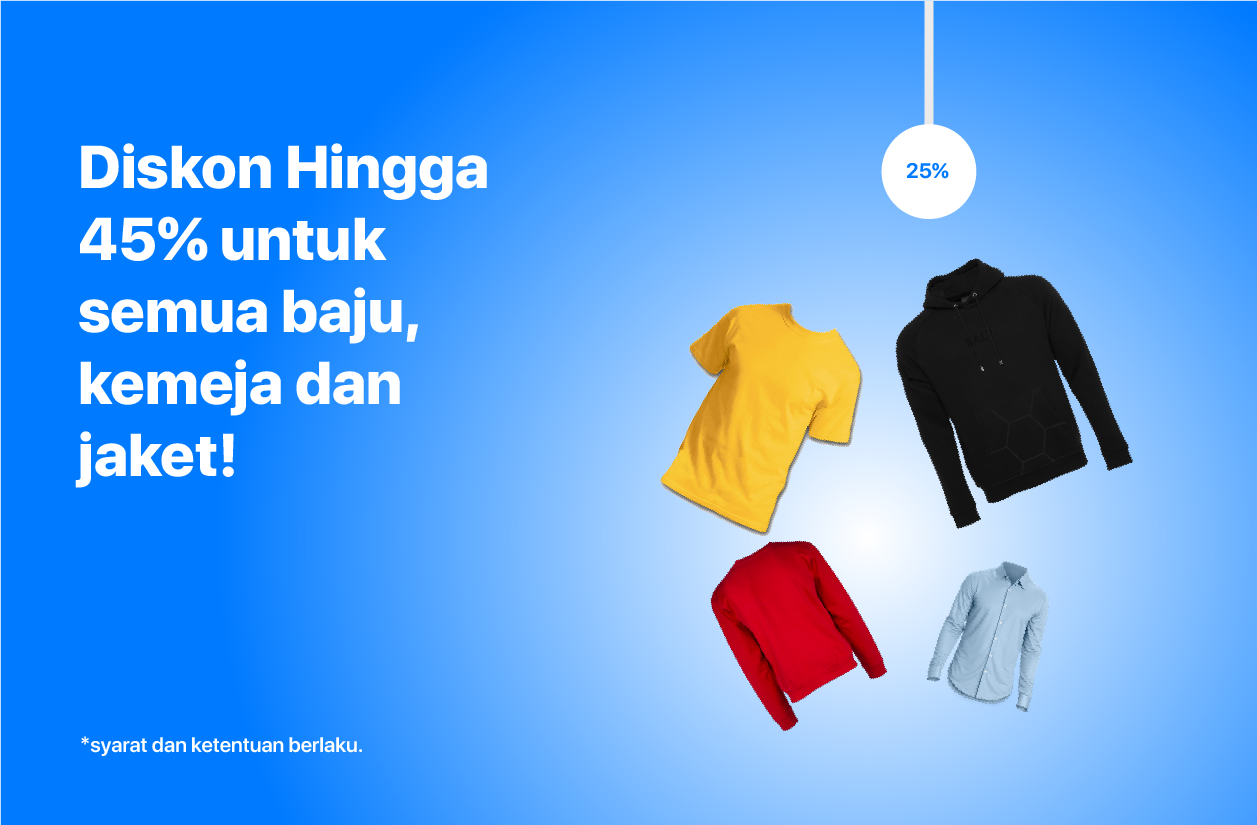 Diskon Hingga
45% untuk
semua baju,
kemeja dan
jaket!
25%
*syarat dan ketentuan berlaku.